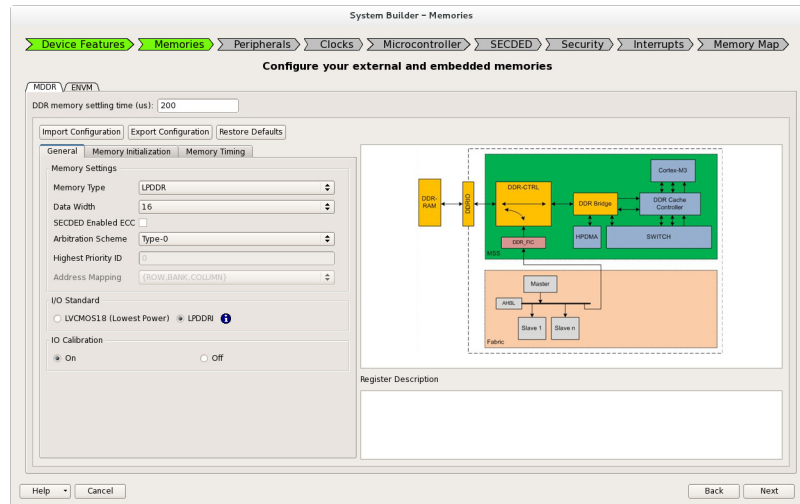 System Builder – Memories
Device Features Memories Peripherals Clocks Microcontroller SECDED Security Interrupts Memory Map
Configure your external and embedded memories
MDDR ENVM
DDR memory settling time (us): 200
Import Configuration Export Configuration Restore Defaults
General Memory Initialization Memory Timing
Memory Settings
Memory Type LPDDR
Data Width 16
SECDED Enabled ECC
Arbitration Scheme Type-0
Highest Priority ID 0
Address Mapping {ROW,BANK,COLUMN}
I/O Standard
LVCMOS18 (Lowest Power) LPDDRI
IO Calibration
On Off
DDR-RAM
DDRIO
DDR-CTRL
DDR_FIC
DDR Bridge
Cortex-M3
DDR Cache Controller
HPDMA
SWITCH
MSS
Master
AHBL
Slave 1 Slave n
Fabric
Register Description
Help Cancel Back Next